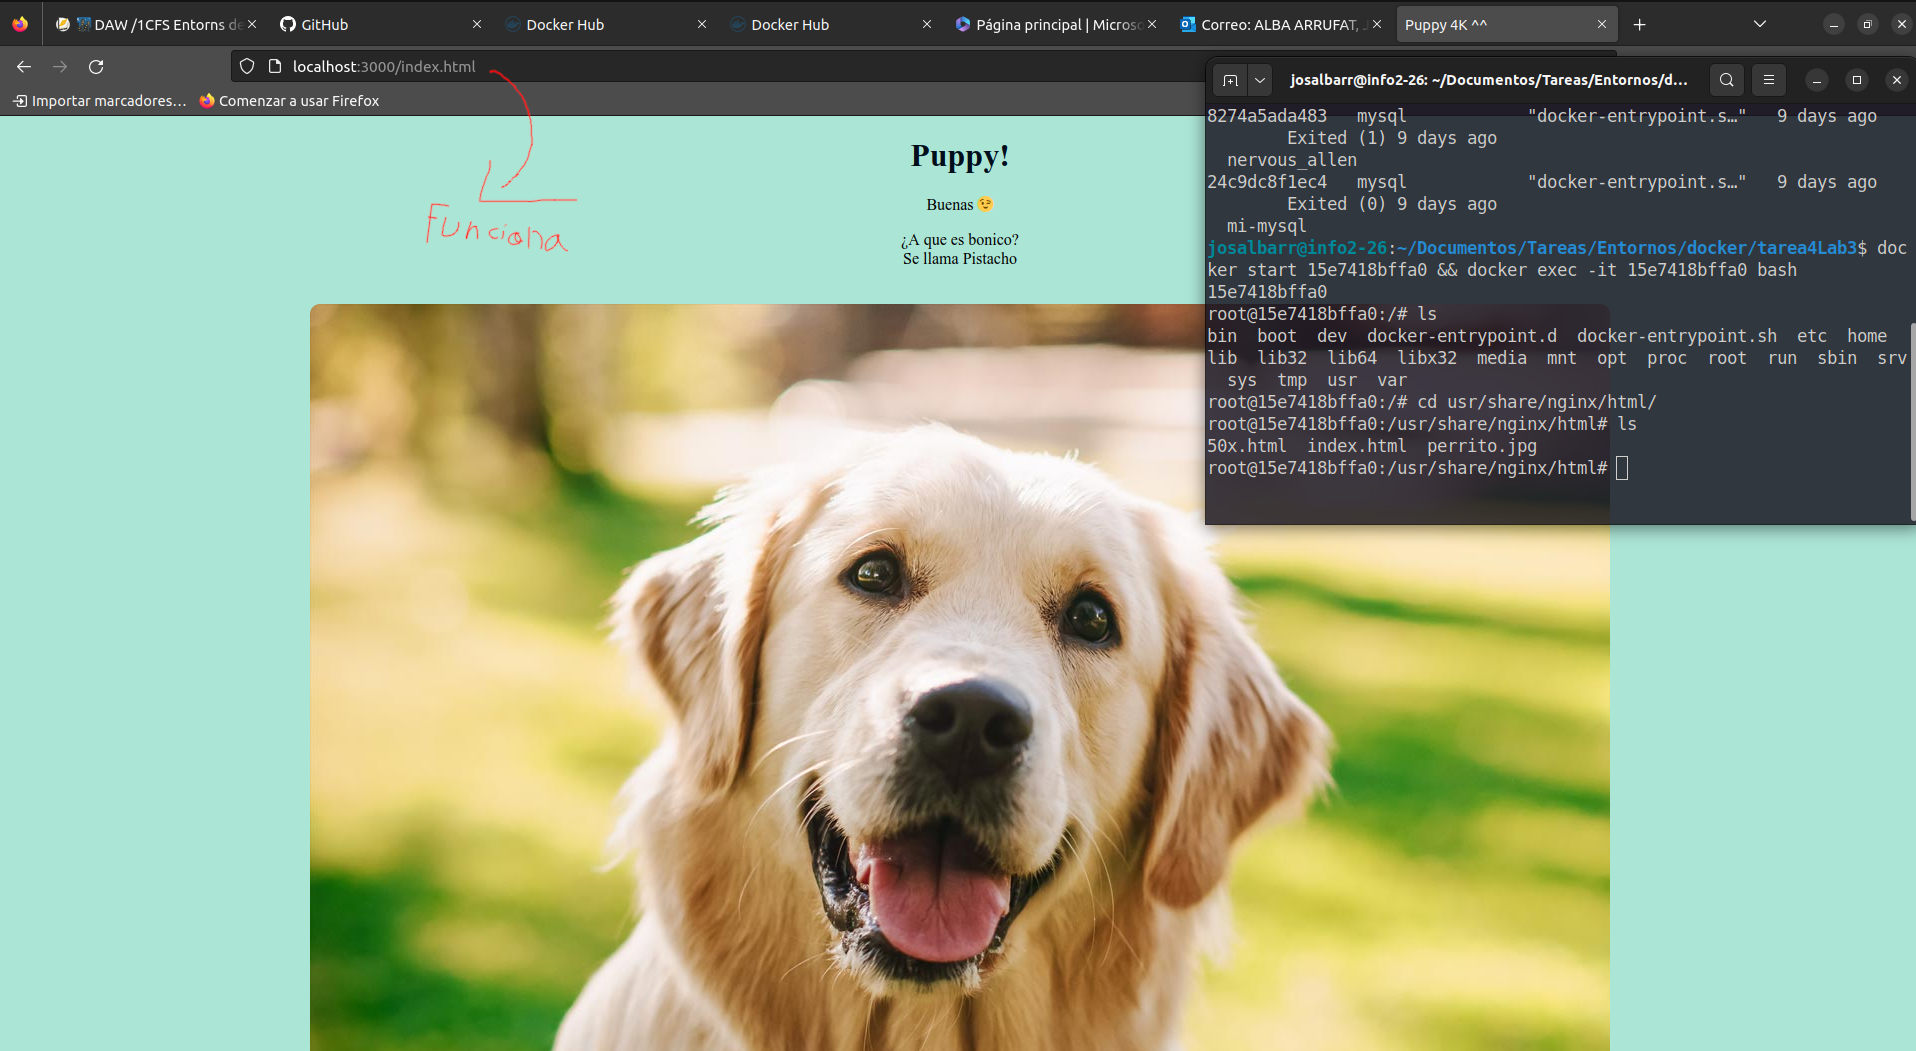 DAW /1CFS Entorns de
GitHub
Docker Hub
Docker Hub
Página principal | Microso
Correo: ALBA ARRUFAT, J
Puppy 4K ^^
localhost:3000/index.html
Importar marcadores…
Comenzar a usar Firefox
Funciona
Puppy!
Buenas 😉
¿A que es bonico?
Se llama Pistacho
josalbarr@info2-26: ~/Documentos/Tareas/Entornos/d...
8274a5ada483 mysql "docker-entrypoint.s…" 9 days ago
Exited (1) 9 days ago
nervous_allen
24c9dc8f1ec4 mysql "docker-entrypoint.s…" 9 days ago
Exited (0) 9 days ago
mi-mysql
josalbarr@info2-26:~/Documentos/Tareas/Entornos/docker/tarea4Lab3$ doc
ker start 15e7418bffa0 && docker exec -it 15e7418bffa0 bash
15e7418bffa0
root@15e7418bffa0:/# ls
bin boot dev docker-entrypoint.d docker-entrypoint.sh etc home
lib lib32 lib64 libx32 media mnt opt proc root run sbin srv
sys tmp usr var
root@15e7418bffa0:/# cd usr/share/nginx/html/
root@15e7418bffa0:/usr/share/nginx/html# ls
50x.html index.html perrito.jpg
root@15e7418bffa0:/usr/share/nginx/html#